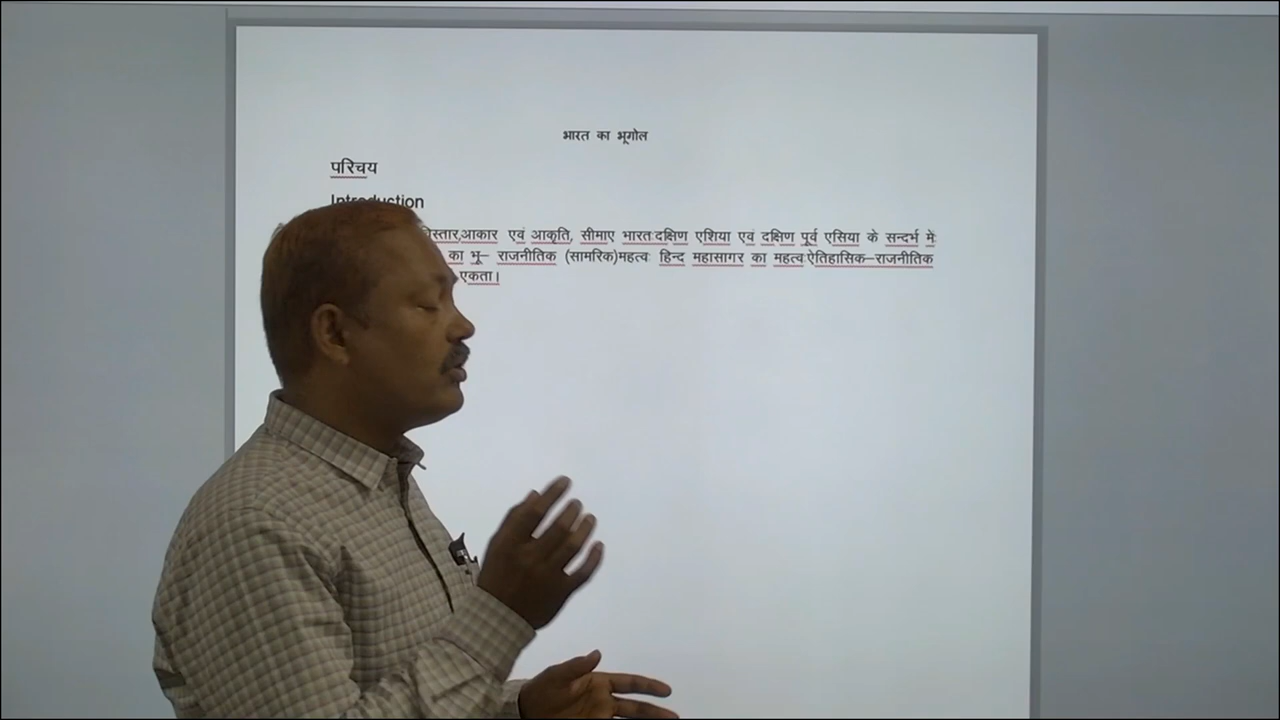 भारत का भूगोल
परिचय
Introduction
विस्तार,आकार एवं आकृति, सीमाए भारत:दक्षिण एशिया एवं दक्षिण पूर्व एसिया के सन्दर्भ में:
का भू– राजनीतिक (सामरिक)महत्व: हिन्द महासागर का महत्व:ऐतिहासिक–राजनीतिक
एकता।